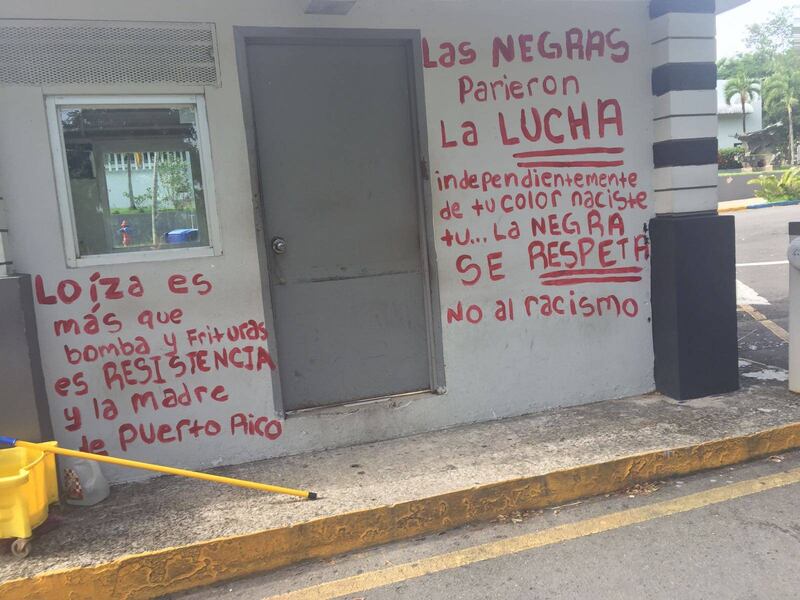 Las NEGRAS
Parieron
La LUCHA
independientemente
de tu color naciste
tu... La NEGRA
SE RESPETA
No al racismo
Loíza es
más que
bomba y Frituras
es RESISTENCIA
y la madre
de Puerto Rico